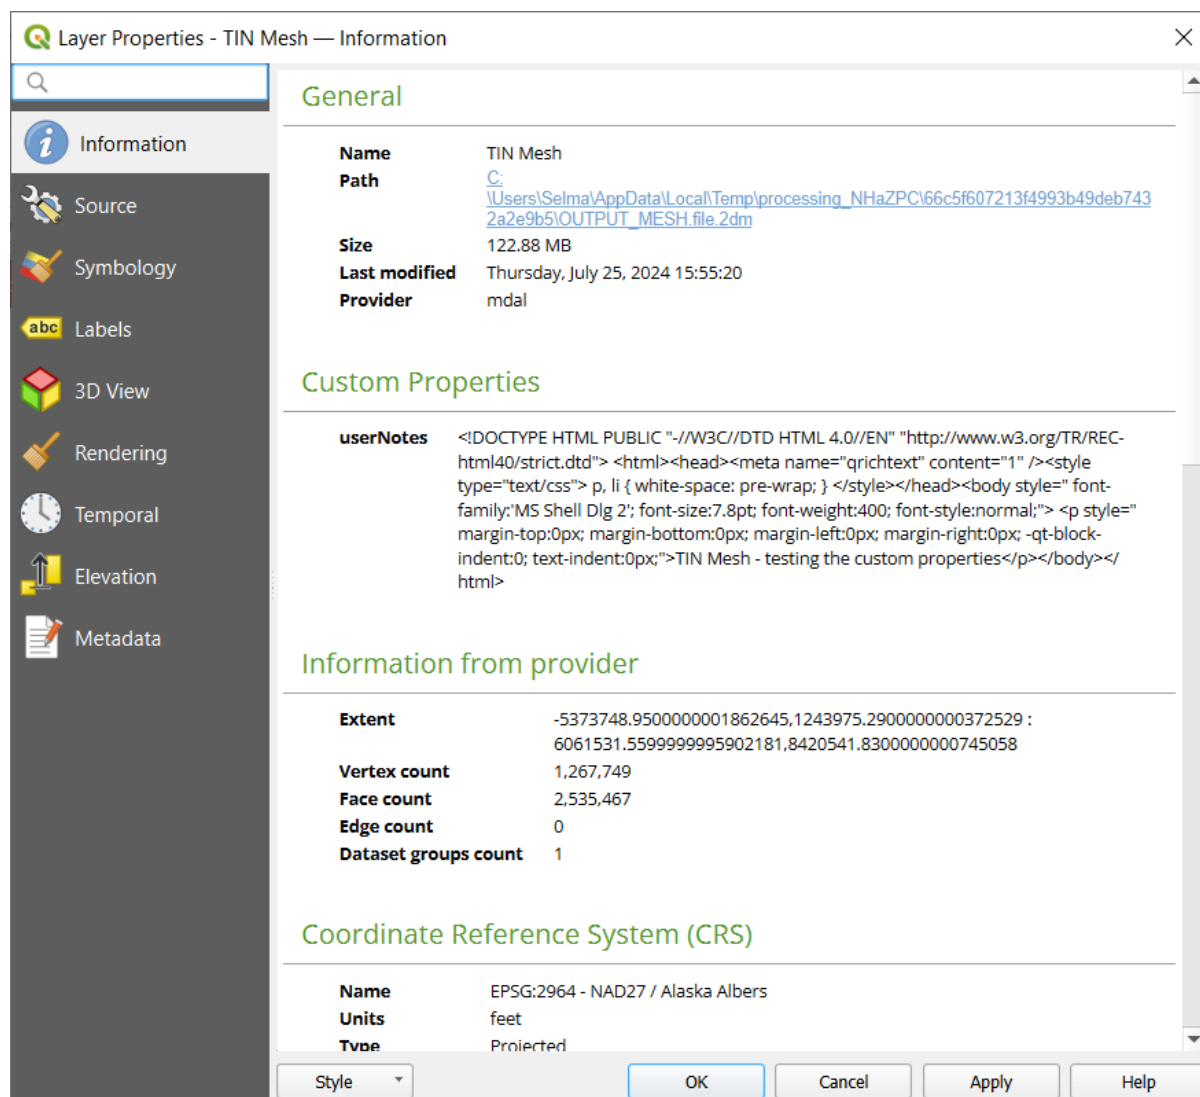 Layer Properties - TIN Mesh — Information
Information
Source
Symbology
abc Labels
3D View
Rendering
Temporal
Elevation
Metadata
General
Name TIN Mesh
Path C:
\Users\Selma\AppData\Local\Temp\processing_NHaZPC\66c5f607213f4993b49deb743
2a2e9b5\OUTPUT_MESH.file.2dm
Size 122.88 MB
Last modified Thursday, July 25, 2024 15:55:20
Provider mdal
Custom Properties
userNotes <!DOCTYPE HTML PUBLIC "-//W3C//DTD HTML 4.0//EN" "http://www.w3.org/TR/REC-
html40/strict.dtd"> <html><head><meta name="qrichtext" content="1" /><style
type="text/css"> p, li { white-space: pre-wrap; } </style></head><body style=" font-
family:'MS Shell Dlg 2'; font-size:7.8pt; font-weight:400; font-style:normal;"> <p style="
margin-top:0px; margin-bottom:0px; margin-left:0px; margin-right:0px; -qt-block-
indent:0; text-indent:0px;">TIN Mesh - testing the custom properties</p></body></
html>
Information from provider
Extent -5373748.9500000001862645,1243975.2900000000372529 :
6061531.5599999995902181,8420541.8300000000745058
Vertex count 1,267,749
Face count 2,535,467
Edge count 0
Dataset groups count 1
Coordinate Reference System (CRS)
Name EPSG:2964 - NAD27 / Alaska Albers
Units feet
Type Projected
Style OK Cancel Apply Help